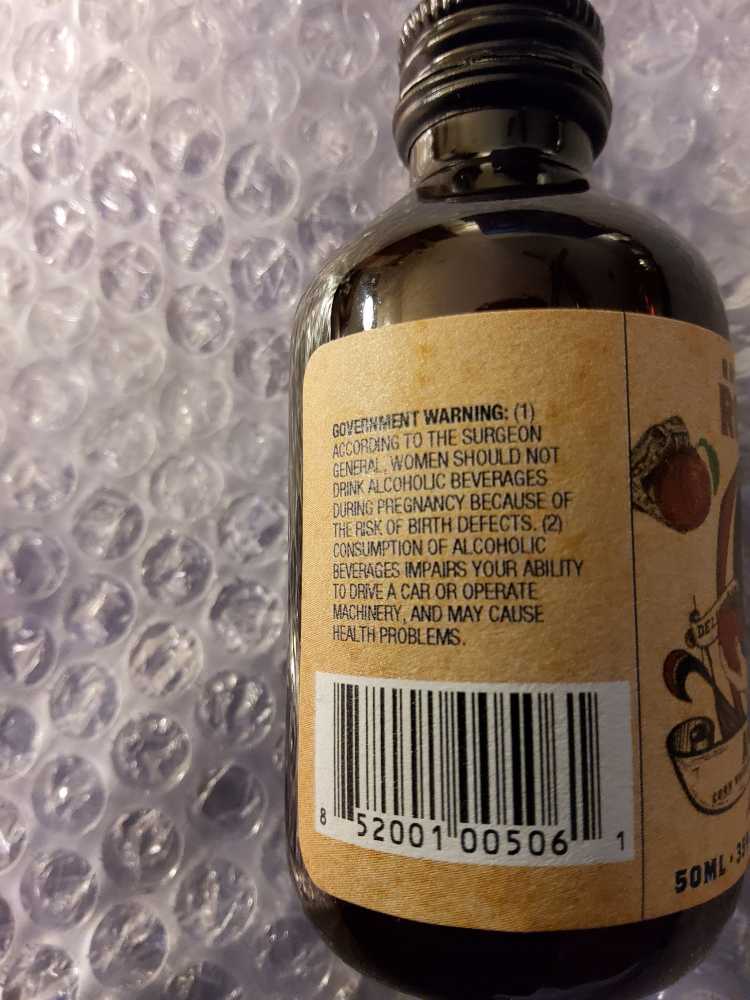 GOVERNMENT WARNING: (1)
ACCORDING TO THE SURGEON
GENERAL, WOMEN SHOULD NOT
DRINK ALCOHOLIC BEVERAGES
DURING PREGNANCY BECAUSE OF
THE RISK OF BIRTH DEFECTS. (2)
CONSUMPTION OF ALCOHOLIC
BEVERAGES IMPAIRS YOUR ABILITY
TO DRIVE A CAR OR OPERATE
MACHINERY, AND MAY CAUSE
HEALTH PROBLEMS.
8 52001 00506 1
50ML